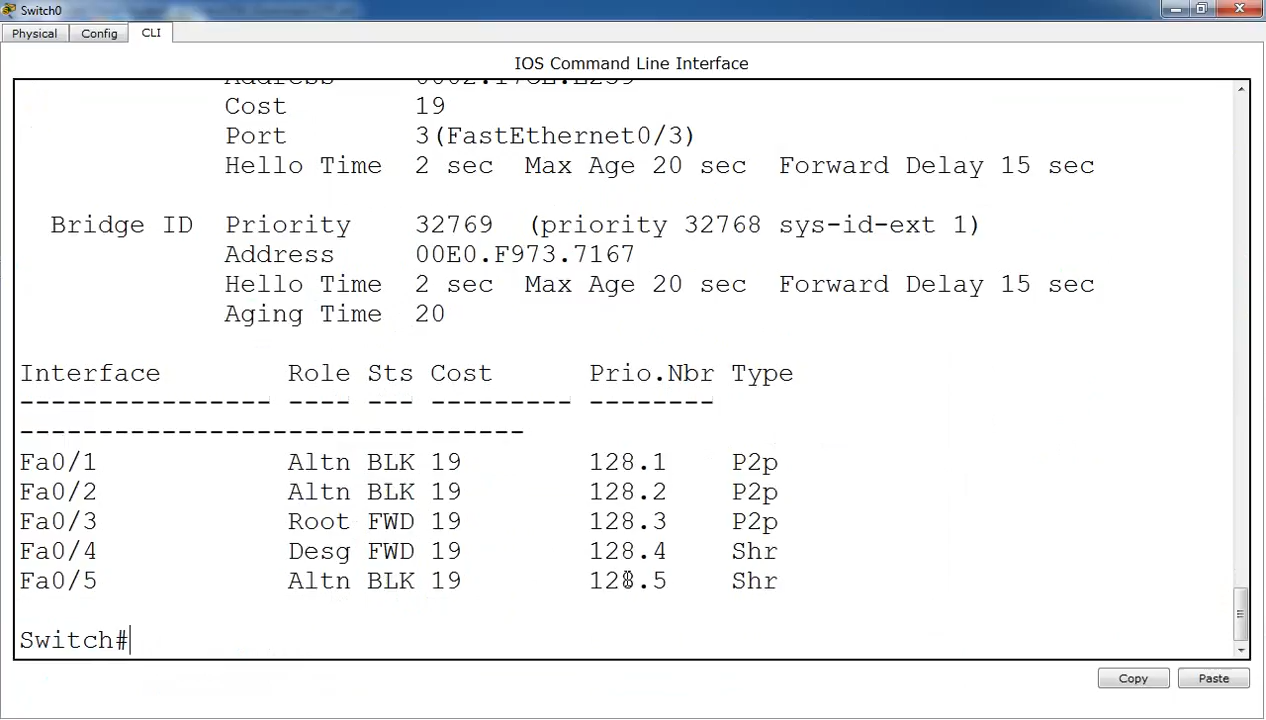 Switch0
Physical Config CLI
IOS Command Line Interface
Address
Cost 19
Port 3(FastEthernet0/3)
Hello Time 2 sec Max Age 20 sec Forward Delay 15 sec
Bridge ID Priority 32769 (priority 32768 sys-id-ext 1)
Address 00E0.F973.7167
Hello Time 2 sec Max Age 20 sec Forward Delay 15 sec
Aging Time 20
Interface Role Sts Cost Prio.Nbr Type
---------------- ---- --- --------- --------
--------------------------------
Fa0/1 Altn BLK 19 128.1 P2p
Fa0/2 Altn BLK 19 128.2 P2p
Fa0/3 Root FWD 19 128.3 P2p
Fa0/4 Desg FWD 19 128.4 Shr
Fa0/5 Altn BLK 19 128.5 Shr
Switch#
Copy Paste